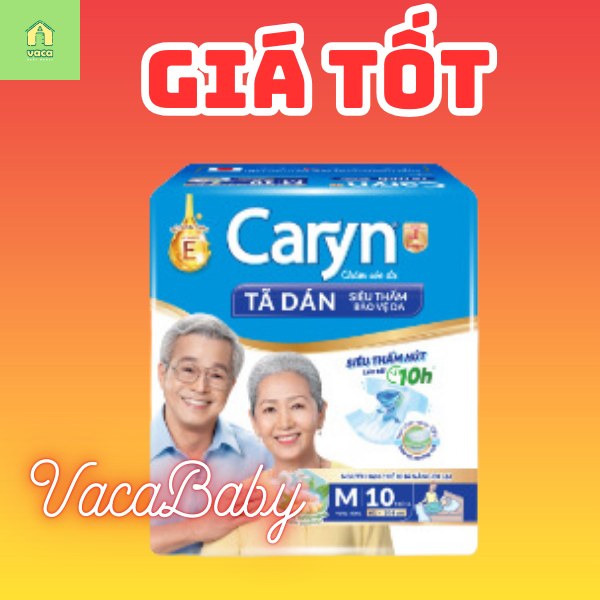 vaca
GIÁ TỐT
Caryn
E
Caryn
Chăm sóc da
TÃ DÁN
SIÊU THẤM
BẢO VỆ DA
SIÊU THẤM HÚT
10h
VacaBaby
M 10